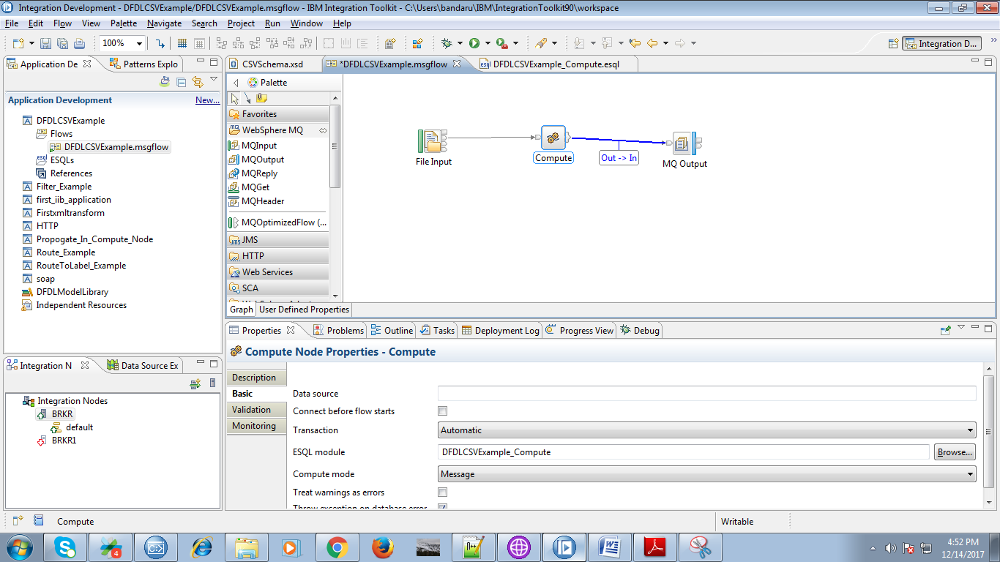 Integration Development - DFDLCSVExample/DFDLCSVExample.msgflow - IBM Integration Toolkit - C:\Users\bandaru\IBM\IntegrationToolkit90\workspace
File Edit Flow View Palette Navigate Search Project Run Window Help
100%
Integration D...
Application De
Patterns Explo
Application Development
New...
DFDLCSVExample
Flows
DFDLCSVExample.msgflow
ESQLs
References
Filter_Example
first_iib_application
Firstxmltransform
HTTP
Propogate_In_Compute_Node
Route_Example
RouteToLabel_Example
soap
DFDLModelLibrary
Independent Resources
Integration N
Data Source Ex
Integration Nodes
BRKR
default
BRKR1
CSVSchema.xsd
*DFDLCSVExample.msgflow
DFDLCSVExample_Compute.esql
Palette
Favorites
WebSphere MQ
MQInput
MQOutput
MQReply
MQGet
MQHeader
MQOptimizedFlow (...
JMS
HTTP
Web Services
SCA
File Input
Compute
Out -> In
MQ Output
Graph
User Defined Properties
Properties
Problems
Outline
Tasks
Deployment Log
Progress View
Debug
Compute Node Properties - Compute
Description
Basic
Validation
Monitoring
Data source
Connect before flow starts
Transaction
Automatic
ESQL module
DFDLCSVExample_Compute
Browse...
Compute mode
Message
Treat warnings as errors
Throw exception on database error
Compute
Writable
4:52 PM
12/14/2017